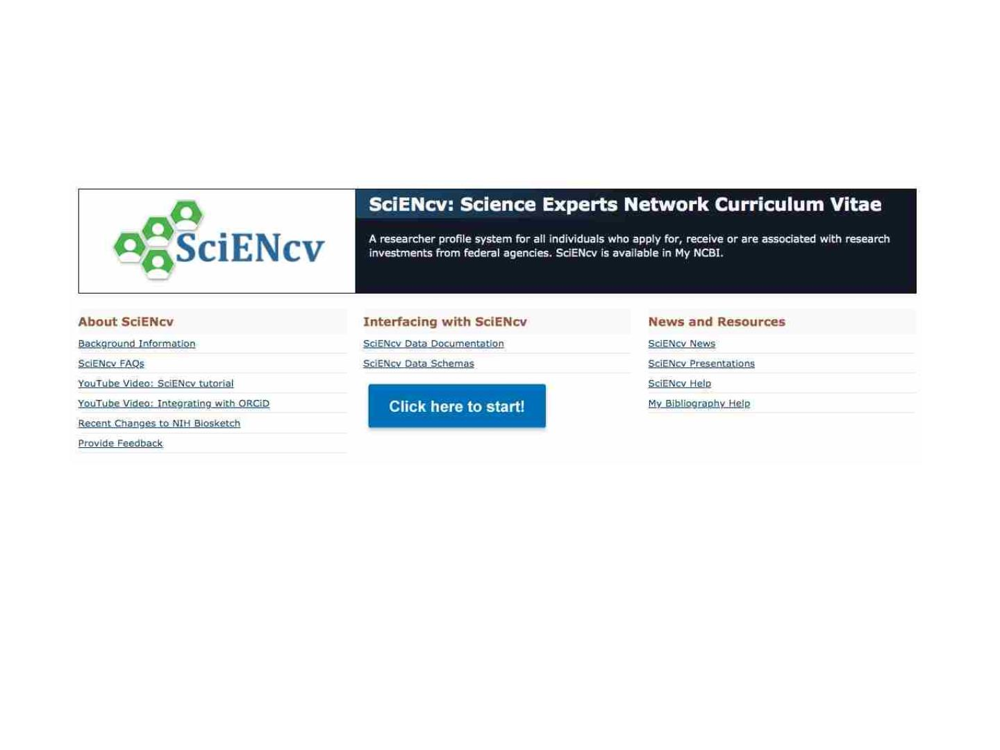 SciENcv
SciENcv: Science Experts Network Curriculum Vitae
A researcher profile system for all individuals who apply for, receive or are associated with research
investments from federal agencies. SciENcv is available in My NCBI.
About SciENcv
Background Information
SciENcv FAQs
YouTube Video: SciENcv tutorial
YouTube Video: Integrating with ORCiD
Recent Changes to NIH Biosketch
Provide Feedback
Interfacing with SciENcv
SciENcv Data Documentation
SciENcv Data Schemas
Click here to start!
News and Resources
SciENcv News
SciENcv Presentations
SciENcv Help
My Bibliography Help